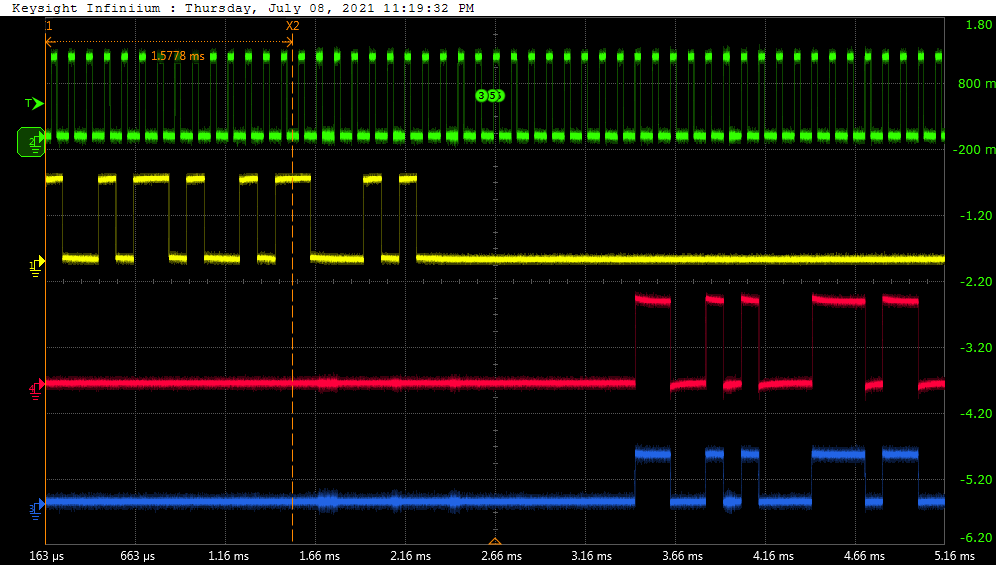 Keysight Infiniium : Thursday, July 08, 2021 11:19:32 PM
1 X2 1.80
1.5778 ms
800 m
T 3 5
2 -200 m
-1.20
1
-2.20
-3.20
4
-4.20
-5.20
3
-6.20
163 µs 663 µs 1.16 ms 1.66 ms 2.16 ms 2.66 ms 3.16 ms 3.66 ms 4.16 ms 4.66 ms 5.16 ms